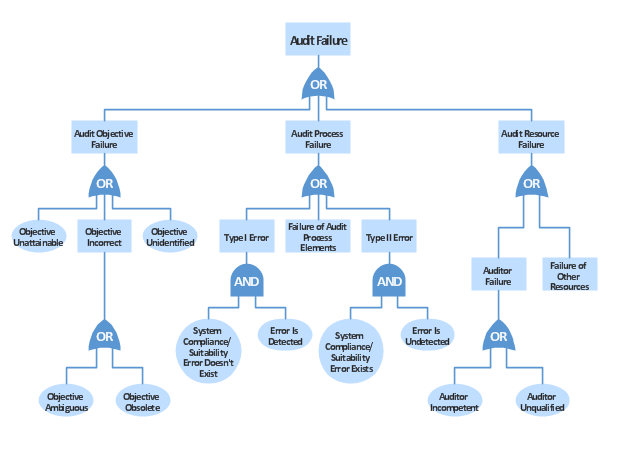 Audit Failure
OR
Audit Objective
Failure
Audit Process
Failure
Audit Resource
Failure
OR
OR
OR
Objective
Unattainable
Objective
Incorrect
Objective
Unidentified
Type I Error
Failure of Audit
Process
Elements
Type II Error
Auditor
Failure
Failure of
Other
Resources
AND
AND
OR
System
Compliance/
Suitability
Error Doesn't
Exist
Error Is
Detected
System
Compliance/
Suitability
Error Exists
Error Is
Undetected
OR
Objective
Ambiguous
Objective
Obsolete
Auditor
Incompetent
Auditor
Unqualified